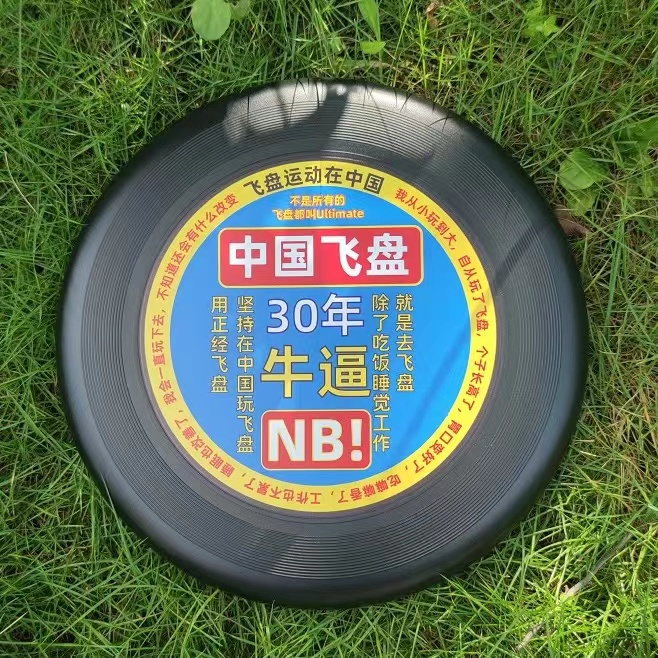 飞盘运动在中国
我从小玩到大，自从玩了飞盘，个子长高了，胃口变好了，吃嘛嘛香了，工作也不累了，睡眠也改善了，我会一直玩下去，不知道还会有什么改变
不是所有的
飞盘都叫Ultimate
中国飞盘
30年
牛逼
就是去飞盘
除了吃饭睡觉工作
坚持在中国玩飞盘
用正经飞盘
NB!